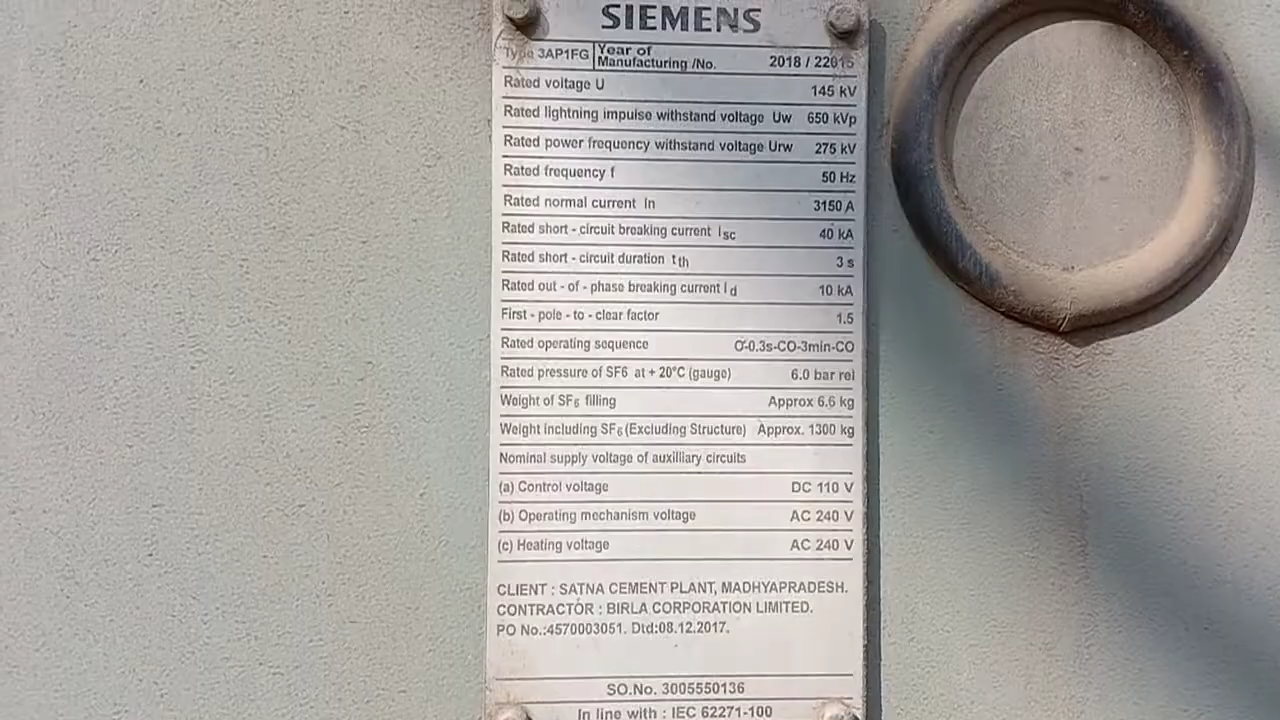 SIEMENS
Type 3AP1FG Year of Manufacturing /No. 2018 / 22015
Rated voltage U 145 kV
Rated lightning impulse withstand voltage Uw 650 kVp
Rated power frequency withstand voltage Urw 275 kV
Rated frequency f 50 Hz
Rated normal current In 3150 A
Rated short - circuit breaking current Isc 40 kA
Rated short - circuit duration tth 3 s
Rated out - of - phase breaking current Id 10 kA
First - pole - to - clear factor 1.5
Rated operating sequence O-0.3s-CO-3min-CO
Rated pressure of SF6 at + 20°C (gauge) 6.0 bar rel
Weight of SF6 filling Approx 6.6 kg
Weight including SF6 (Excluding Structure) Approx. 1300 kg
Nominal supply voltage of auxilliary circuits
(a) Control voltage DC 110 V
(b) Operating mechanism voltage AC 240 V
(c) Heating voltage AC 240 V
CLIENT : SATNA CEMENT PLANT, MADHYAPRADESH.
CONTRACTOR : BIRLA CORPORATION LIMITED.
PO No.:4570003051. Dtd:08.12.2017.
SO.No. 3005550136
In line with : IEC 62271-100